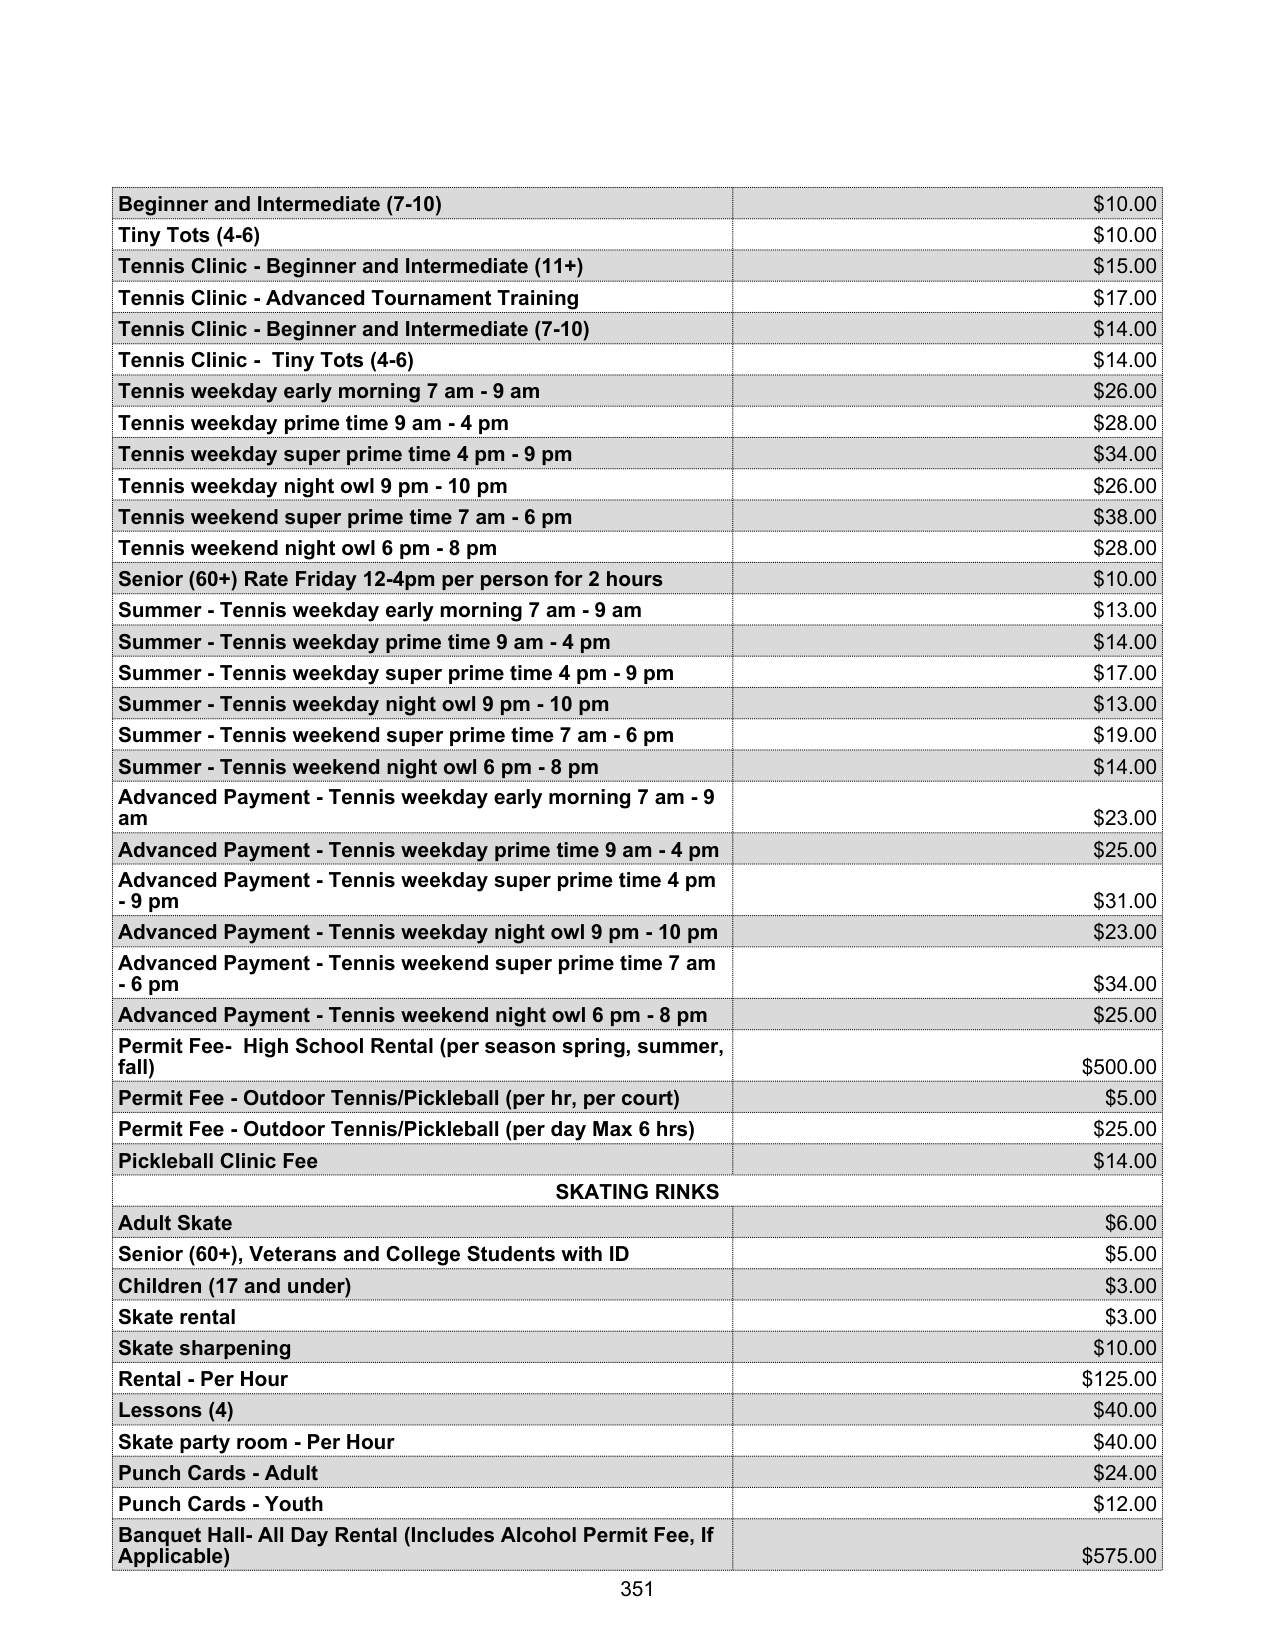 Beginner and Intermediate (7-10) $10.00
Tiny Tots (4-6) $10.00
Tennis Clinic - Beginner and Intermediate (11+) $15.00
Tennis Clinic - Advanced Tournament Training $17.00
Tennis Clinic - Beginner and Intermediate (7-10) $14.00
Tennis Clinic -  Tiny Tots (4-6) $14.00
Tennis weekday early morning 7 am - 9 am $26.00
Tennis weekday prime time 9 am - 4 pm $28.00
Tennis weekday super prime time 4 pm - 9 pm $34.00
Tennis weekday night owl 9 pm - 10 pm $26.00
Tennis weekend super prime time 7 am - 6 pm $38.00
Tennis weekend night owl 6 pm - 8 pm $28.00
Senior (60+) Rate Friday 12-4pm per person for 2 hours $10.00
Summer - Tennis weekday early morning 7 am - 9 am $13.00
Summer - Tennis weekday prime time 9 am - 4 pm $14.00
Summer - Tennis weekday super prime time 4 pm - 9 pm $17.00
Summer - Tennis weekday night owl 9 pm - 10 pm $13.00
Summer - Tennis weekend super prime time 7 am - 6 pm $19.00
Summer - Tennis weekend night owl 6 pm - 8 pm $14.00
Advanced Payment - Tennis weekday early morning 7 am - 9
am $23.00
Advanced Payment - Tennis weekday prime time 9 am - 4 pm $25.00
Advanced Payment - Tennis weekday super prime time 4 pm
- 9 pm $31.00
Advanced Payment - Tennis weekday night owl 9 pm - 10 pm $23.00
Advanced Payment - Tennis weekend super prime time 7 am
- 6 pm $34.00
Advanced Payment - Tennis weekend night owl 6 pm - 8 pm $25.00
Permit Fee-  High School Rental (per season spring, summer,
fall) $500.00
Permit Fee - Outdoor Tennis/Pickleball (per hr, per court) $5.00
Permit Fee - Outdoor Tennis/Pickleball (per day Max 6 hrs) $25.00
Pickleball Clinic Fee $14.00
SKATING RINKS
Adult Skate $6.00
Senior (60+), Veterans and College Students with ID $5.00
Children (17 and under) $3.00
Skate rental $3.00
Skate sharpening $10.00
Rental - Per Hour $125.00
Lessons (4) $40.00
Skate party room - Per Hour $40.00
Punch Cards - Adult $24.00
Punch Cards - Youth $12.00
Banquet Hall- All Day Rental (Includes Alcohol Permit Fee, If
Applicable) $575.00
351